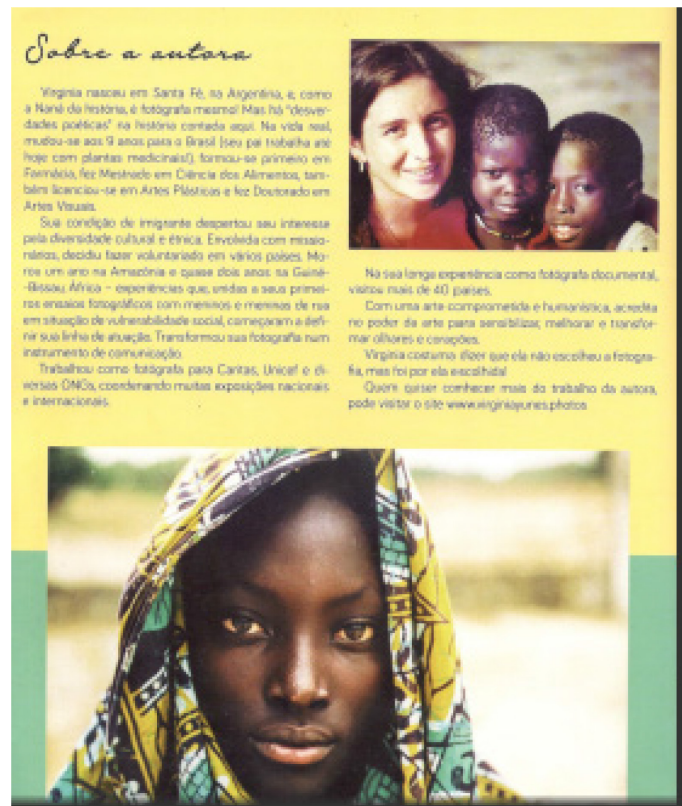 Sobre a autora
Virginia nasceu em Santa Fé, na Argentina, e, como
a Naná da história, é fotógrafa mesmo! Mas há "desver-
dades poéticas" na história contada aqui. Na vida real,
mudou-se aos 9 anos para o Brasil (seu pai trabalha até
hoje com plantas medicinais!), formou-se primeiro em
Farmácia, fez Mestrado em Ciência dos Alimentos, tam-
bém licenciou-se em Artes Plásticas e fez Doutorado em
Artes Visuais.
Sua condição de imigrante despertou seu interesse
pela diversidade cultural e étnica. Envolvida com missio-
nários, decidiu fazer voluntariado em vários países. Mo-
rou um ano na Amazônia e quase dois anos na Guiné-
-Bissau, África – experiências que, unidas a seus primei-
ros ensaios fotográficos com meninos e meninas de rua
em situação de vulnerabilidade social, começaram a defi-
nir sua linha de atuação. Transformou sua fotografia num
instrumento de comunicação.
Trabalhou como fotógrafa para Caritas, Unicef e di-
versas ONGs, coordenando muitas exposições nacionais
e internacionais.
Na sua longa experiência como fotógrafa documental,
visitou mais de 40 países.
Com uma arte comprometida e humanística, acredita
no poder da arte para sensibilizar, melhorar e transfor-
mar olhares e corações.
Virginia costuma dizer que ela não escolheu a fotogra-
fia, mas foi por ela escolhida!
Quem quiser conhecer mais do trabalho da autora,
pode visitar o site www.virginiayunes.photos